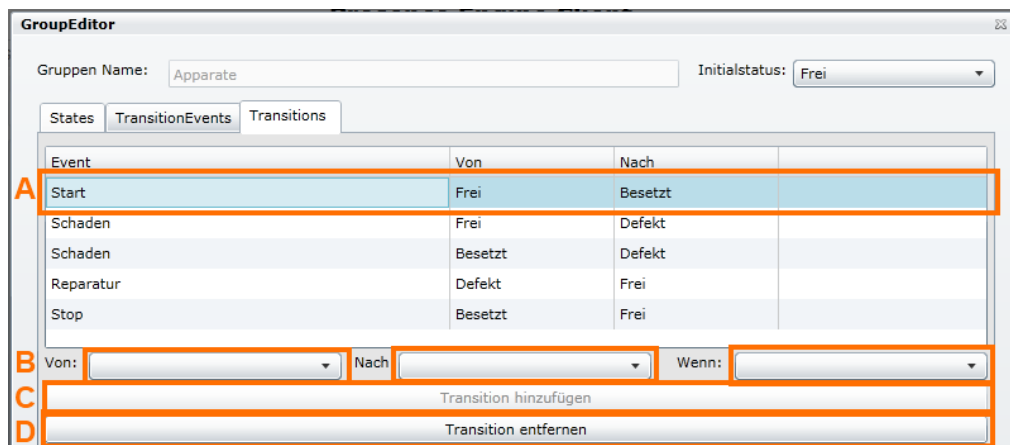 GroupEditor
Gruppen Name: Apparate Initialstatus: Frei
States TransitionEvents Transitions
Event Von Nach
A Start Frei Besetzt
Schaden Frei Defekt
Schaden Besetzt Defekt
Reparatur Defekt Frei
Stop Besetzt Frei
B Von: Nach Wenn:
C Transition hinzufügen
D Transition entfernen